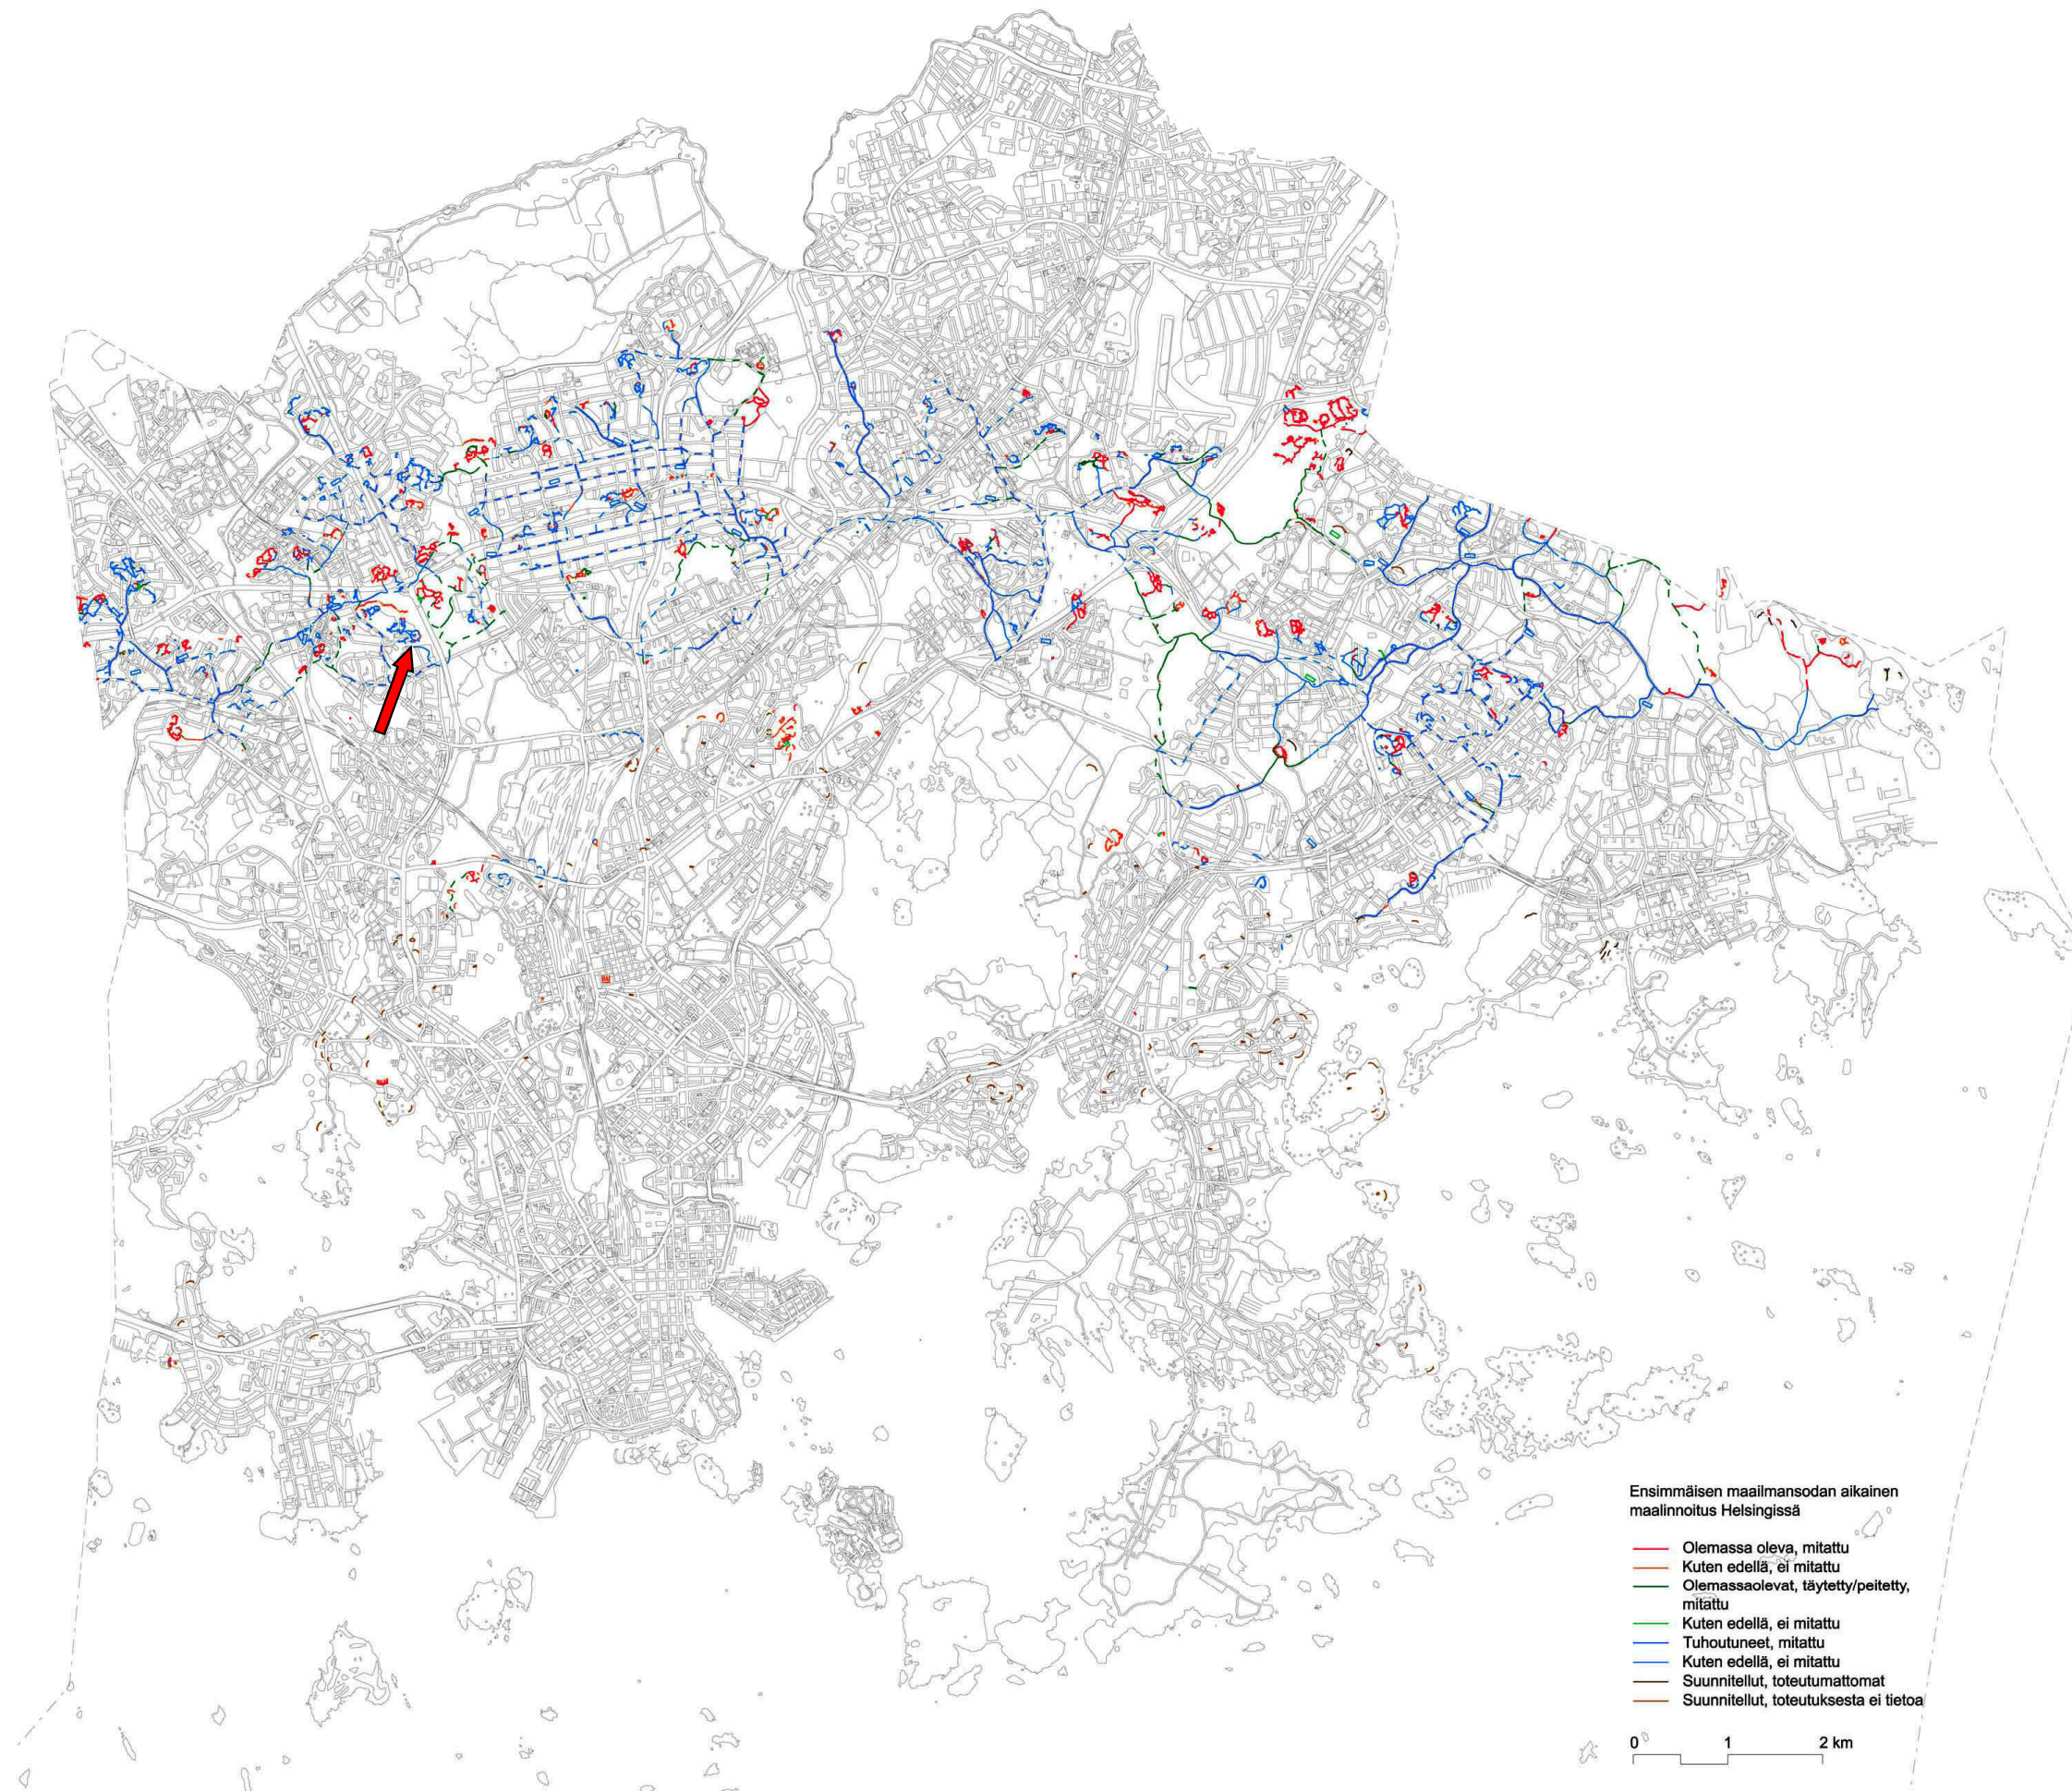 Ensimmäisen maailmansodan aikainen
maalinnoitus Helsingissä
Olemassa oleva, mitattu
Kuten edellä, ei mitattu
Olemassaolevat, täytetty/peitetty,
mitattu
Kuten edellä, ei mitattu
Tuhoutuneet, mitattu
Kuten edellä, ei mitattu
Suunnitellut, toteutumattomat
Suunnitellut, toteutuksesta ei tietoa
0 1 2 km